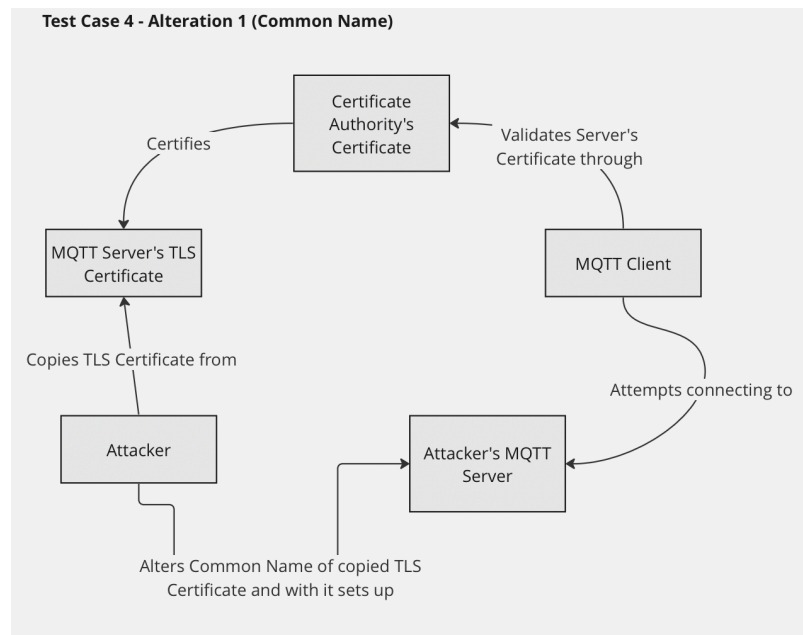 Test Case 4 - Alteration 1 (Common Name)
Certificate
Authority's
Certificate
Certifies
Validates Server's
Certificate through
MQTT Server's TLS
Certificate
MQTT Client
Copies TLS Certificate from
Attempts connecting to
Attacker
Attacker's MQTT
Server
Alters Common Name of copied TLS
Certificate and with it sets up